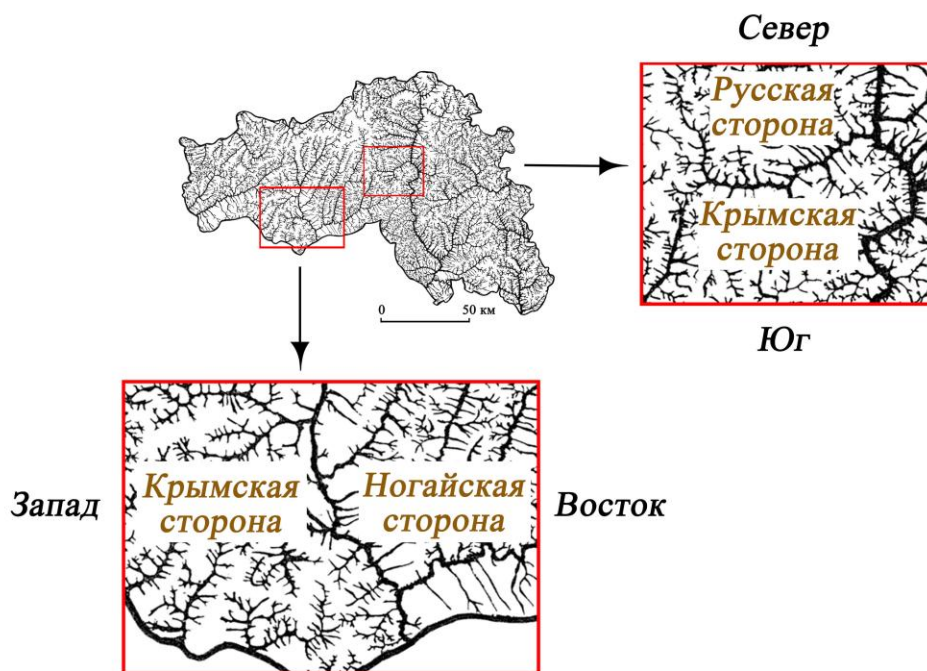 Север
Русская
сторона
Крымская
сторона
Юг
0 50 км
Запад
Крымская
сторона
Ногайская
сторона
Восток